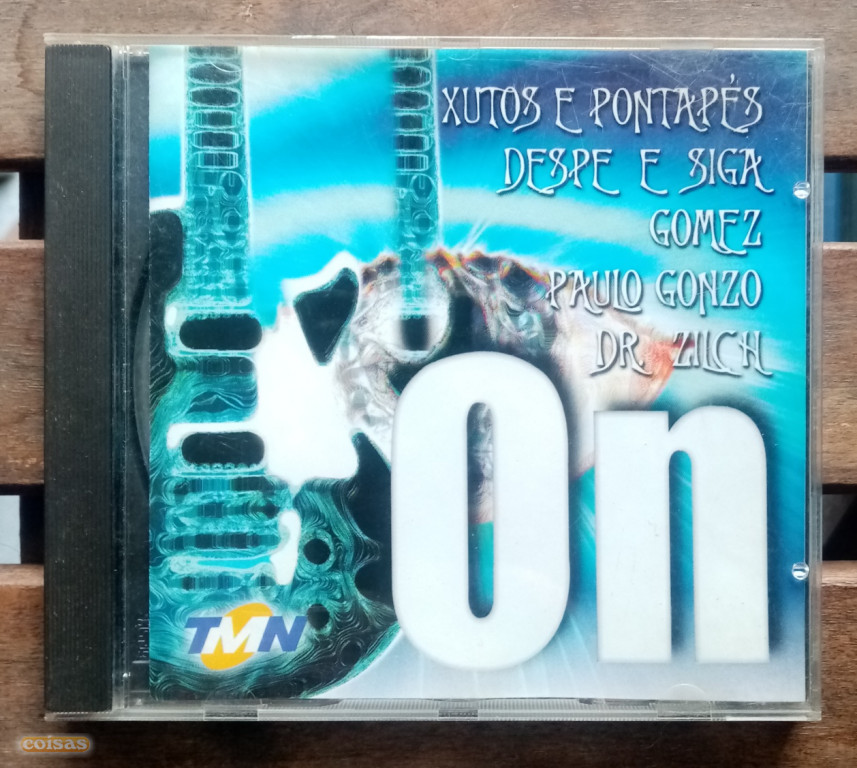 XUTOS E PONTAPÉS
DESPE E SIGA
GOMEZ
PAULO GONZO
DR. ZILCH
On
TMN
coisas